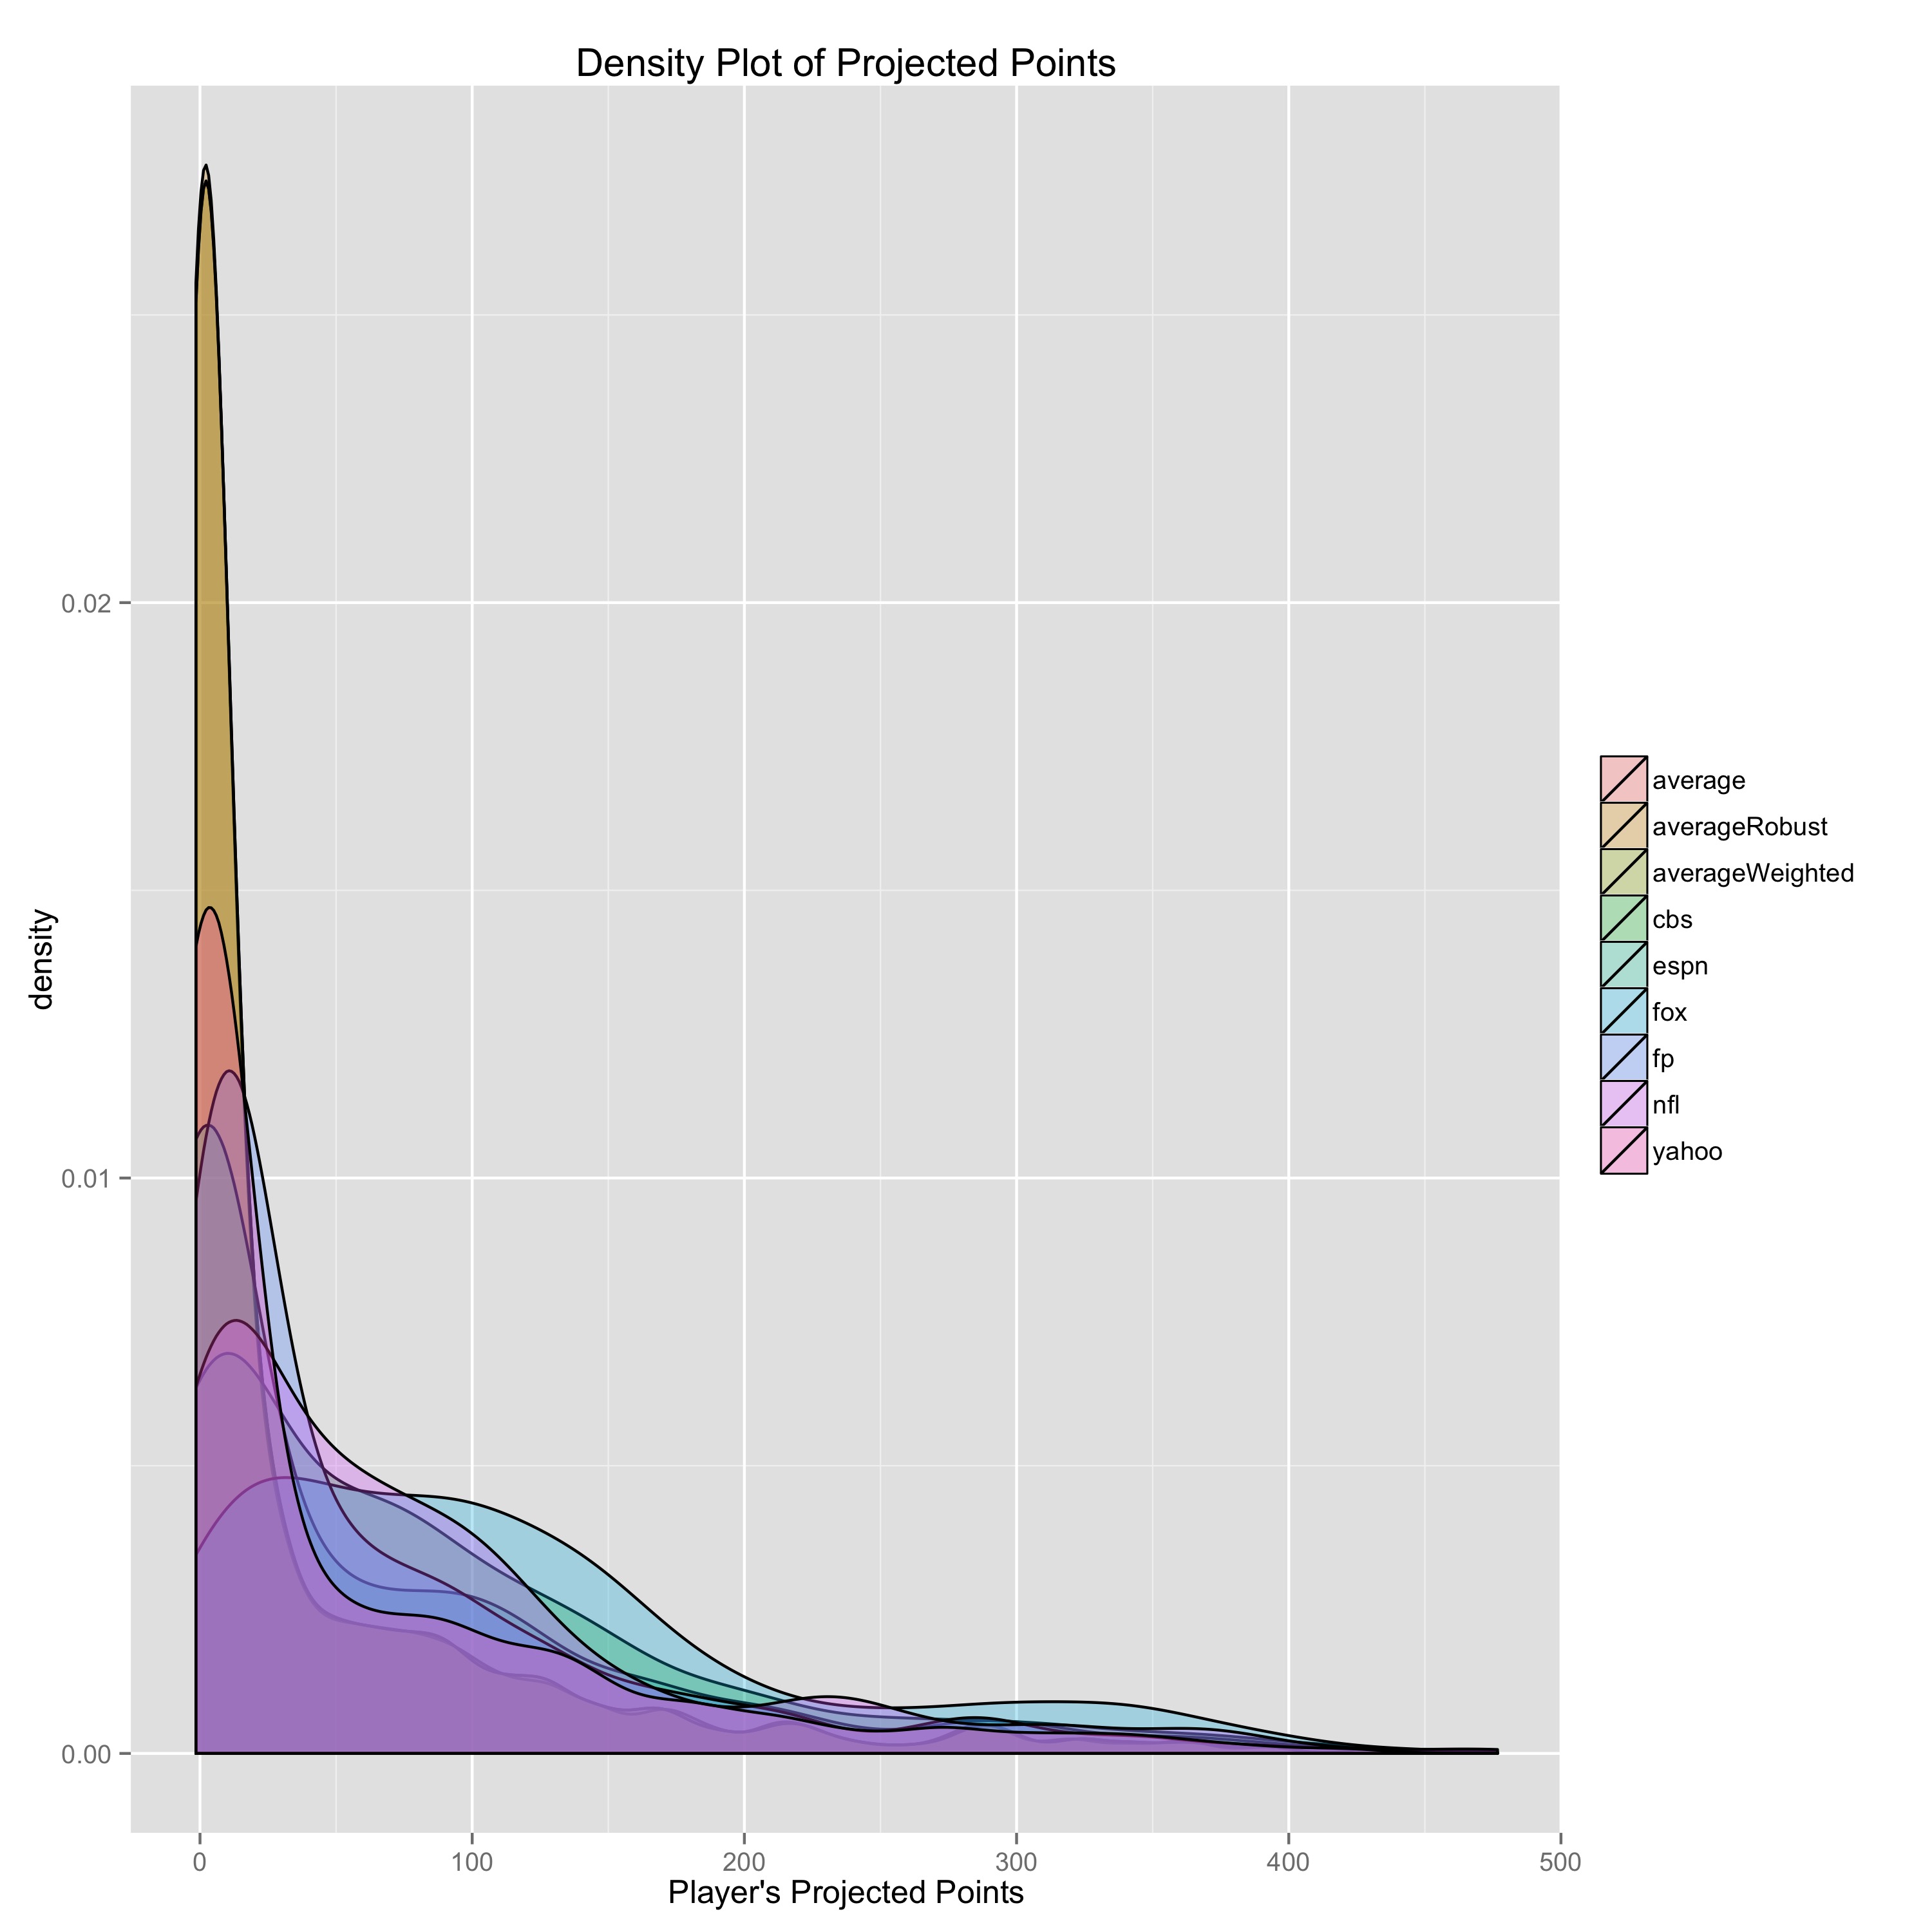 Density Plot of Projected Points
density
0.02
0.01
0.00
0 100 200 300 400 500
Player's Projected Points
average
averageRobust
averageWeighted
cbs
espn
fox
fp
nfl
yahoo